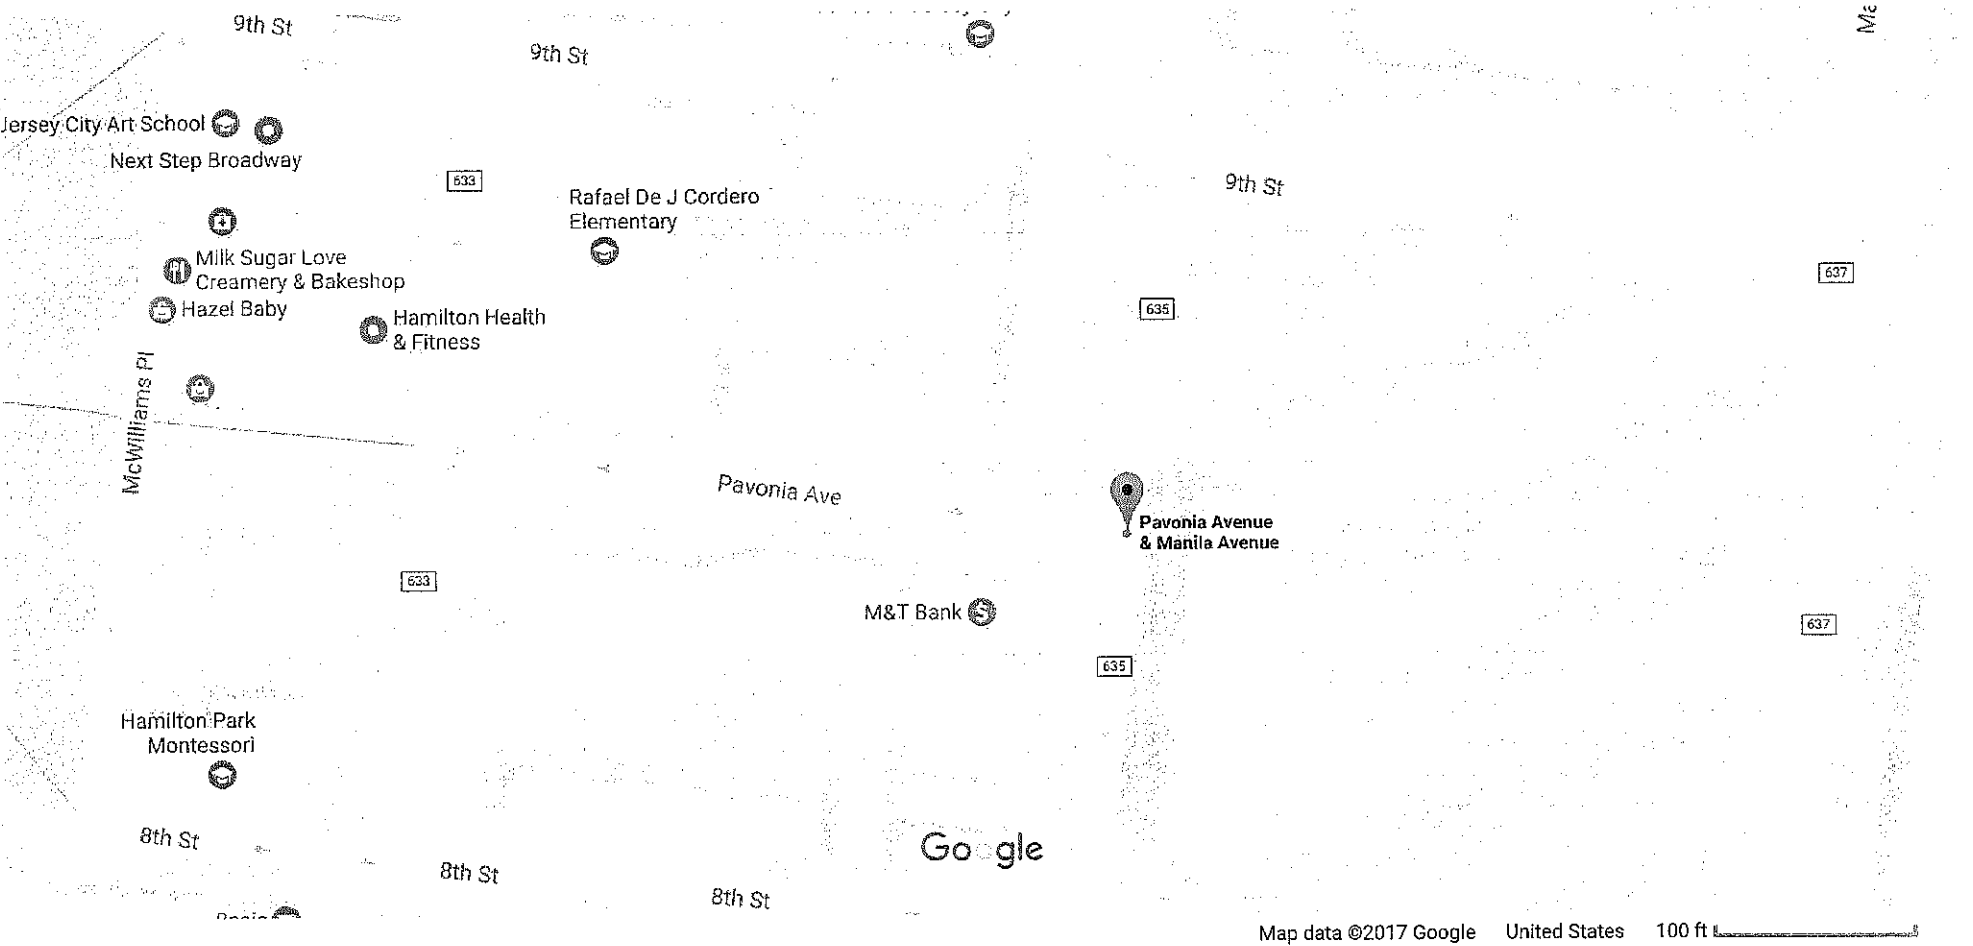 9th St
9th St
Jersey City Art School
Next Step Broadway
633
Rafael De J Cordero
Elementary
9th St
Milk Sugar Love
Creamery & Bakeshop
637
Hazel Baby
635
Hamilton Health
& Fitness
McWilliams Pl
Pavonia Ave
Pavonia Avenue
& Manila Avenue
633
M&T Bank
637
635
Hamilton Park
Montessori
8th St
Google
8th St
8th St
Map data ©2017 Google United States 100 ft